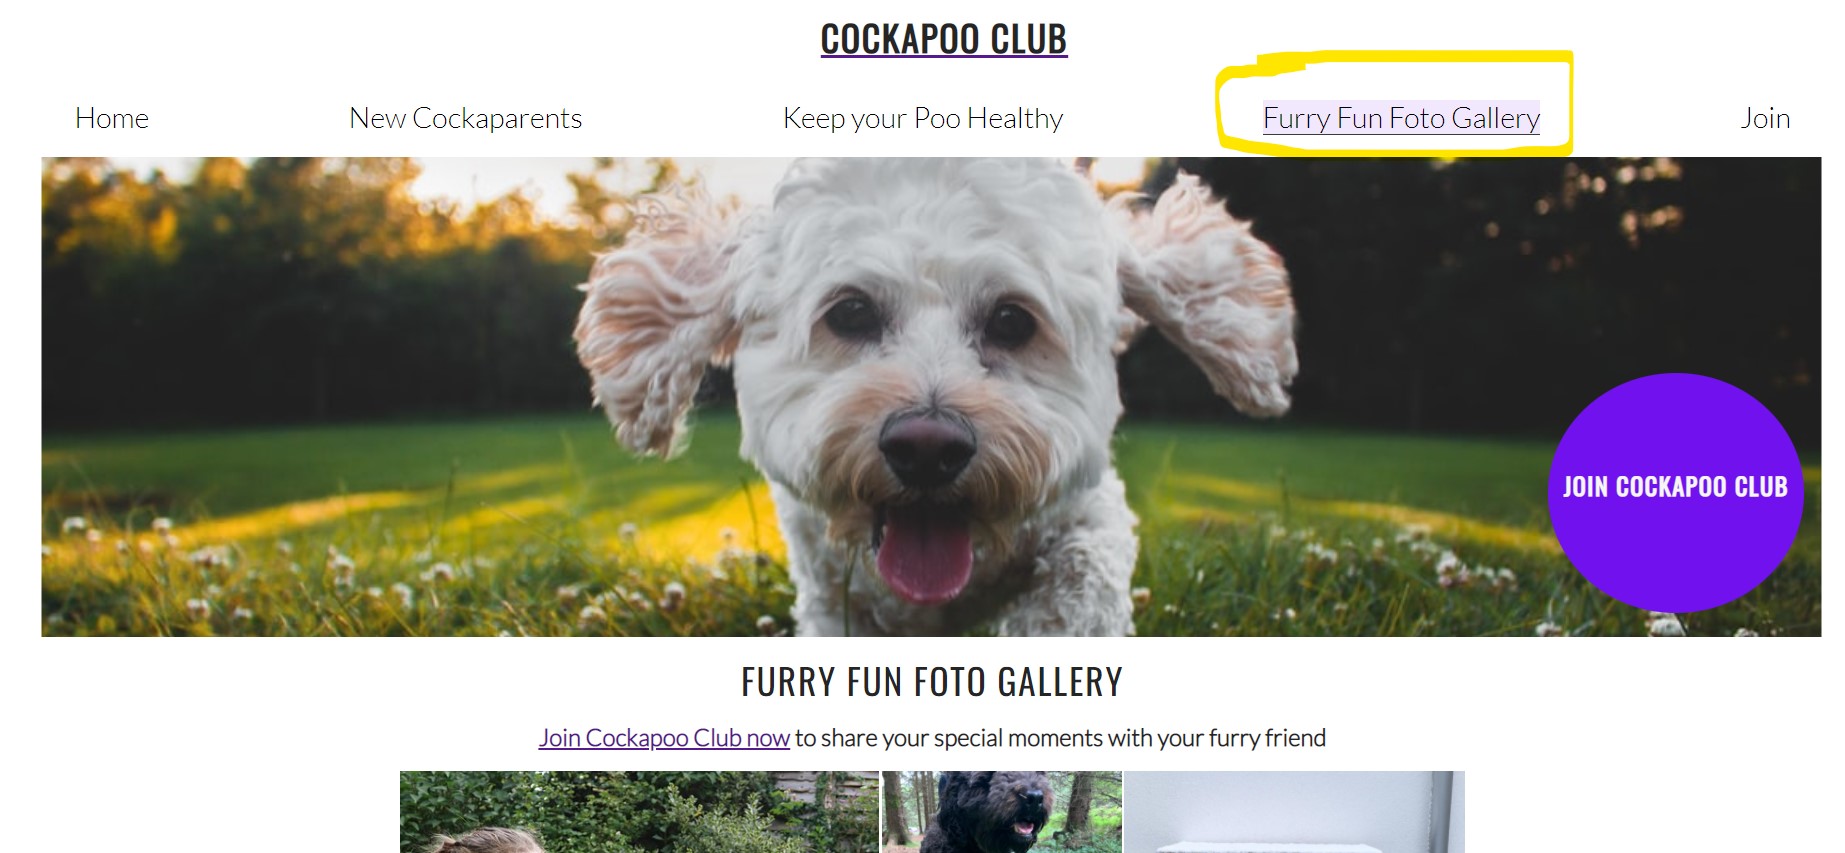 COCKAPOO CLUB
Home New Cockaparents Keep your Poo Healthy Furry Fun Foto Gallery Join
JOIN COCKAPOO CLUB
FURRY FUN FOTO GALLERY
Join Cockapoo Club now to share your special moments with your furry friend